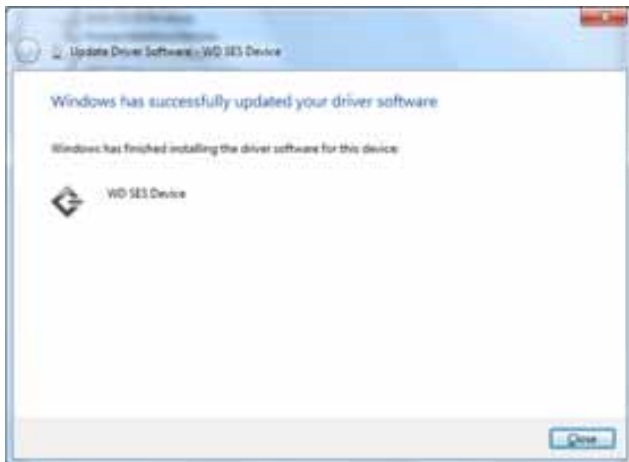 Update Driver Software - WD SES Device
Windows has successfully updated your driver software
Windows has finished installing the driver software for this device:
WD SES Device
Close